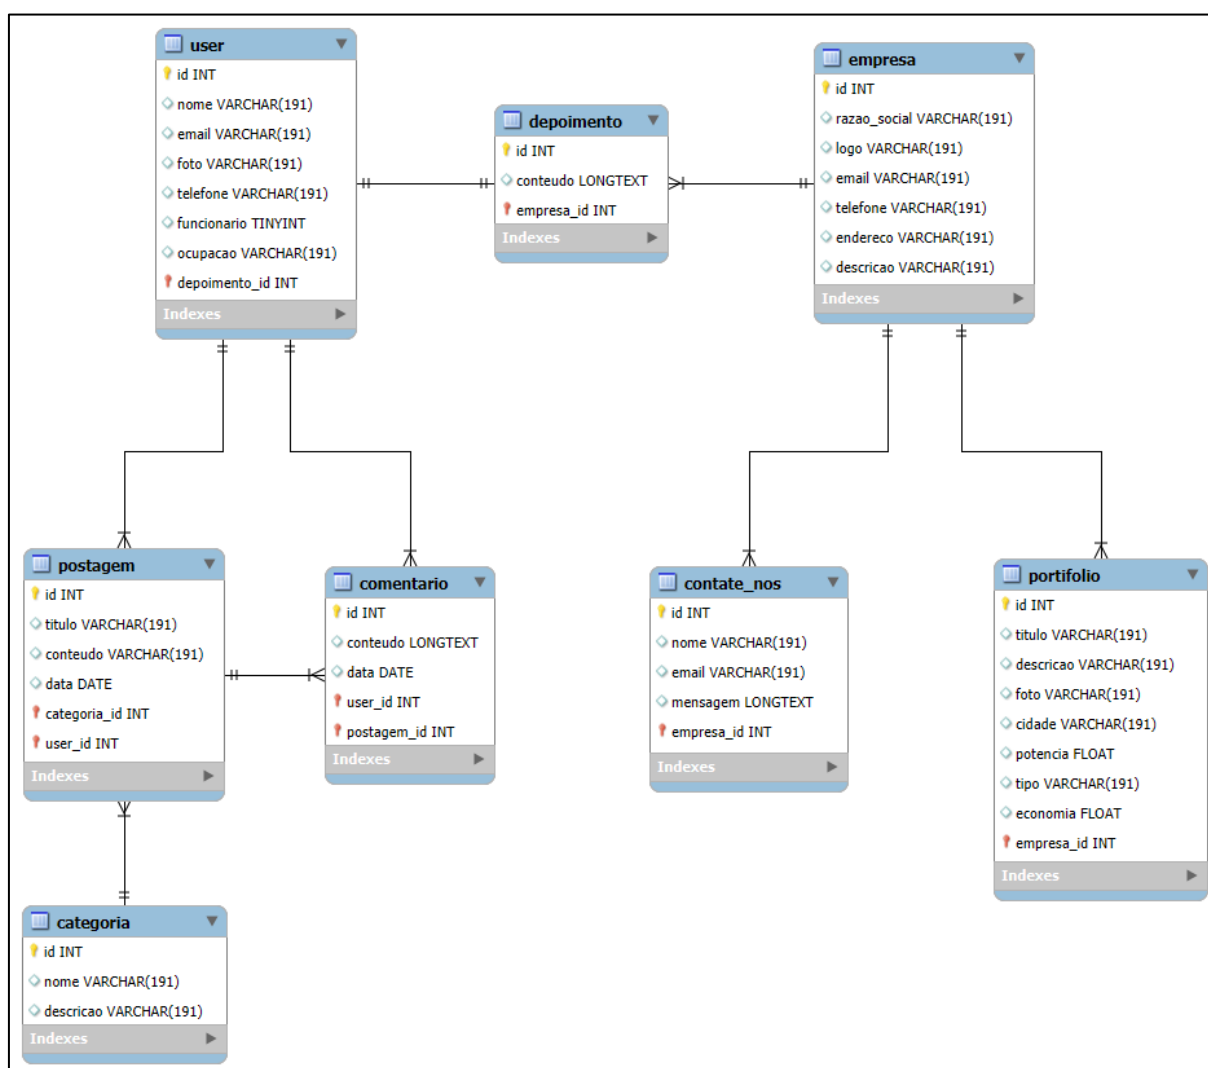 user
id INT
nome VARCHAR(191)
email VARCHAR(191)
foto VARCHAR(191)
telefone VARCHAR(191)
funcionario TINYINT
ocupacao VARCHAR(191)
depoimento_id INT
Indexes
depoimento
id INT
conteudo LONGTEXT
empresa_id INT
Indexes
empresa
id INT
razao_social VARCHAR(191)
logo VARCHAR(191)
email VARCHAR(191)
telefone VARCHAR(191)
endereco VARCHAR(191)
descricao VARCHAR(191)
Indexes
postagem
id INT
titulo VARCHAR(191)
conteudo VARCHAR(191)
data DATE
categoria_id INT
user_id INT
Indexes
comentario
id INT
conteudo LONGTEXT
data DATE
user_id INT
postagem_id INT
Indexes
contate_nos
id INT
nome VARCHAR(191)
email VARCHAR(191)
mensagem LONGTEXT
empresa_id INT
Indexes
portifolio
id INT
titulo VARCHAR(191)
descricao VARCHAR(191)
foto VARCHAR(191)
cidade VARCHAR(191)
potencia FLOAT
tipo VARCHAR(191)
economia FLOAT
empresa_id INT
Indexes
categoria
id INT
nome VARCHAR(191)
descricao VARCHAR(191)
Indexes